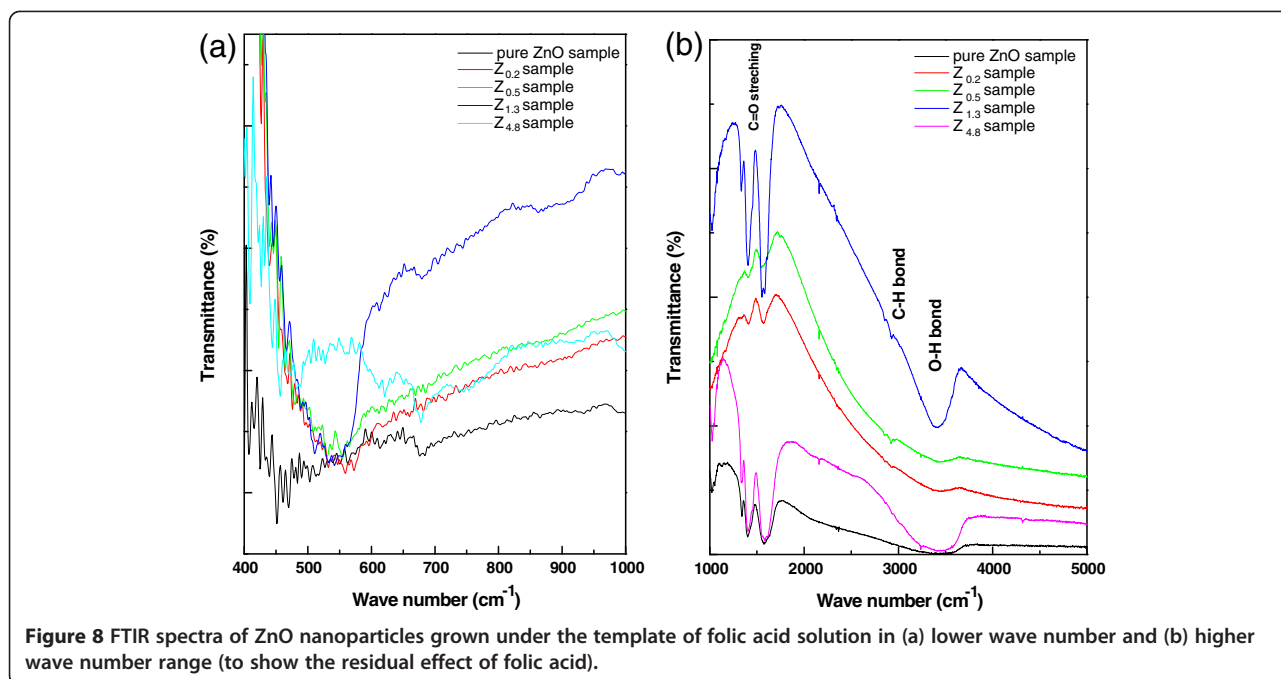 (a)
pure ZnO sample
Z0.2 sample
Z0.5 sample
Z1.3 sample
Z4.8 sample
Transmittance (%)
400 500 600 700 800 900 1000
Wave number (cm-1)
(b)
pure ZnO sample
Z0.2 sample
Z0.5 sample
Z1.3 sample
Z4.8 sample
C=O streching
C-H bond
O-H bond
Transmittance (%)
1000 2000 3000 4000 5000
Wave number (cm-1)
Figure 8 FTIR spectra of ZnO nanoparticles grown under the template of folic acid solution in (a) lower wave number and (b) higher
wave number range (to show the residual effect of folic acid).